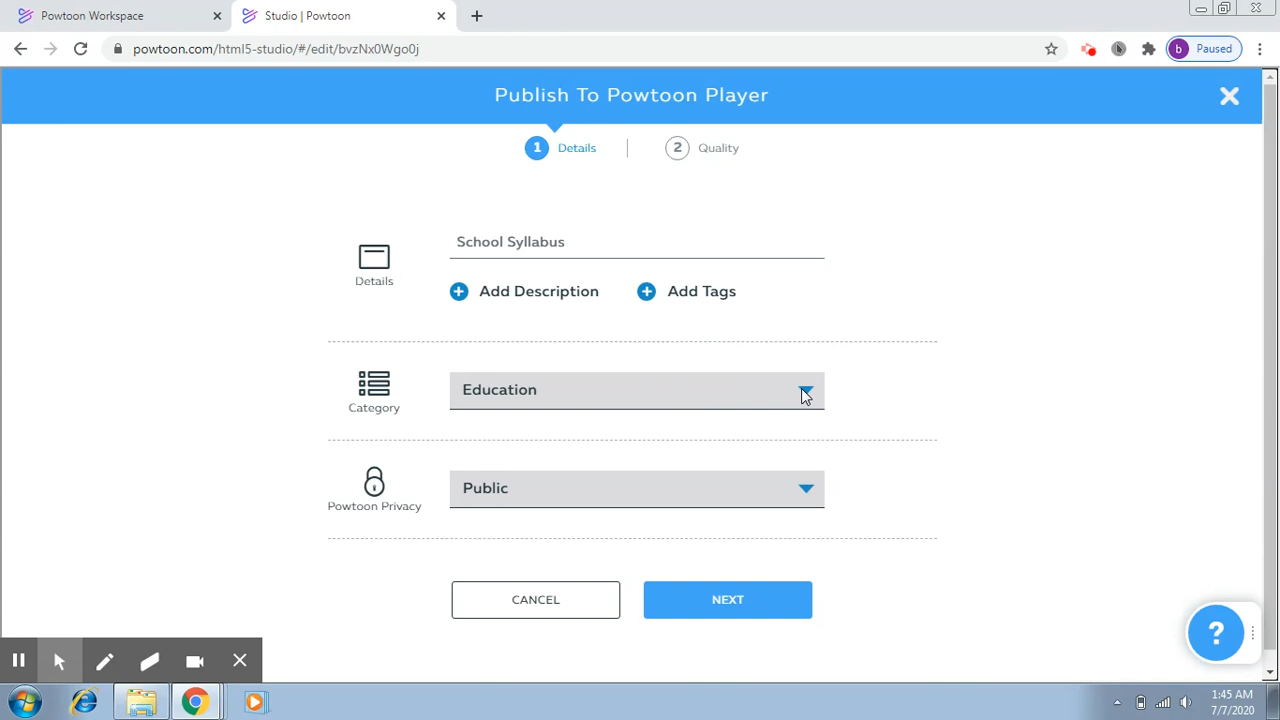 Powtoon Workspace
Studio | Powtoon
powtoon.com/html5-studio/#/edit/bvzNx0Wgo0j
b Paused
Publish To Powtoon Player
1 Details
2 Quality
School Syllabus
Details
Add Description
Add Tags
Education
Category
Public
Powtoon Privacy
CANCEL
NEXT
?
1:45 AM
7/7/2020